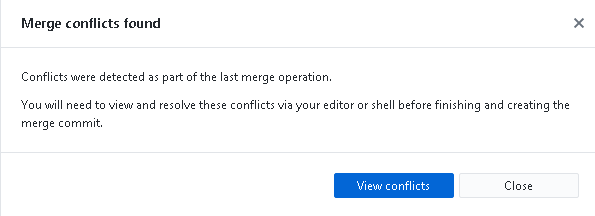 Merge conflicts found
Conflicts were detected as part of the last merge operation.
You will need to view and resolve these conflicts via your editor or shell before finishing and creating the
merge commit.
View conflicts
Close